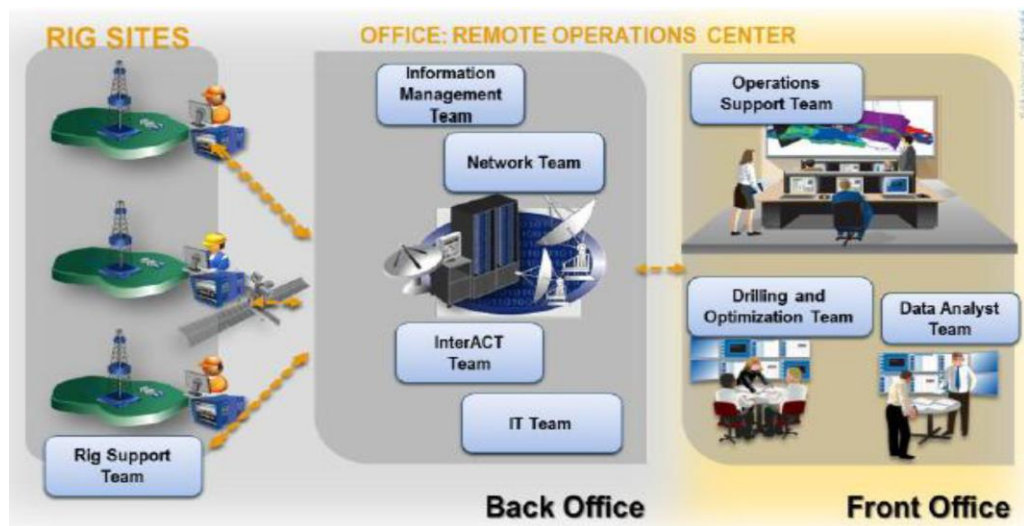 RIG SITES
OFFICE: REMOTE OPERATIONS CENTER
Information
Management
Team
Network Team
InterACT
Team
IT Team
Operations
Support Team
Drilling and
Optimization Team
Data Analyst
Team
Rig Support
Team
Back Office
Front Office